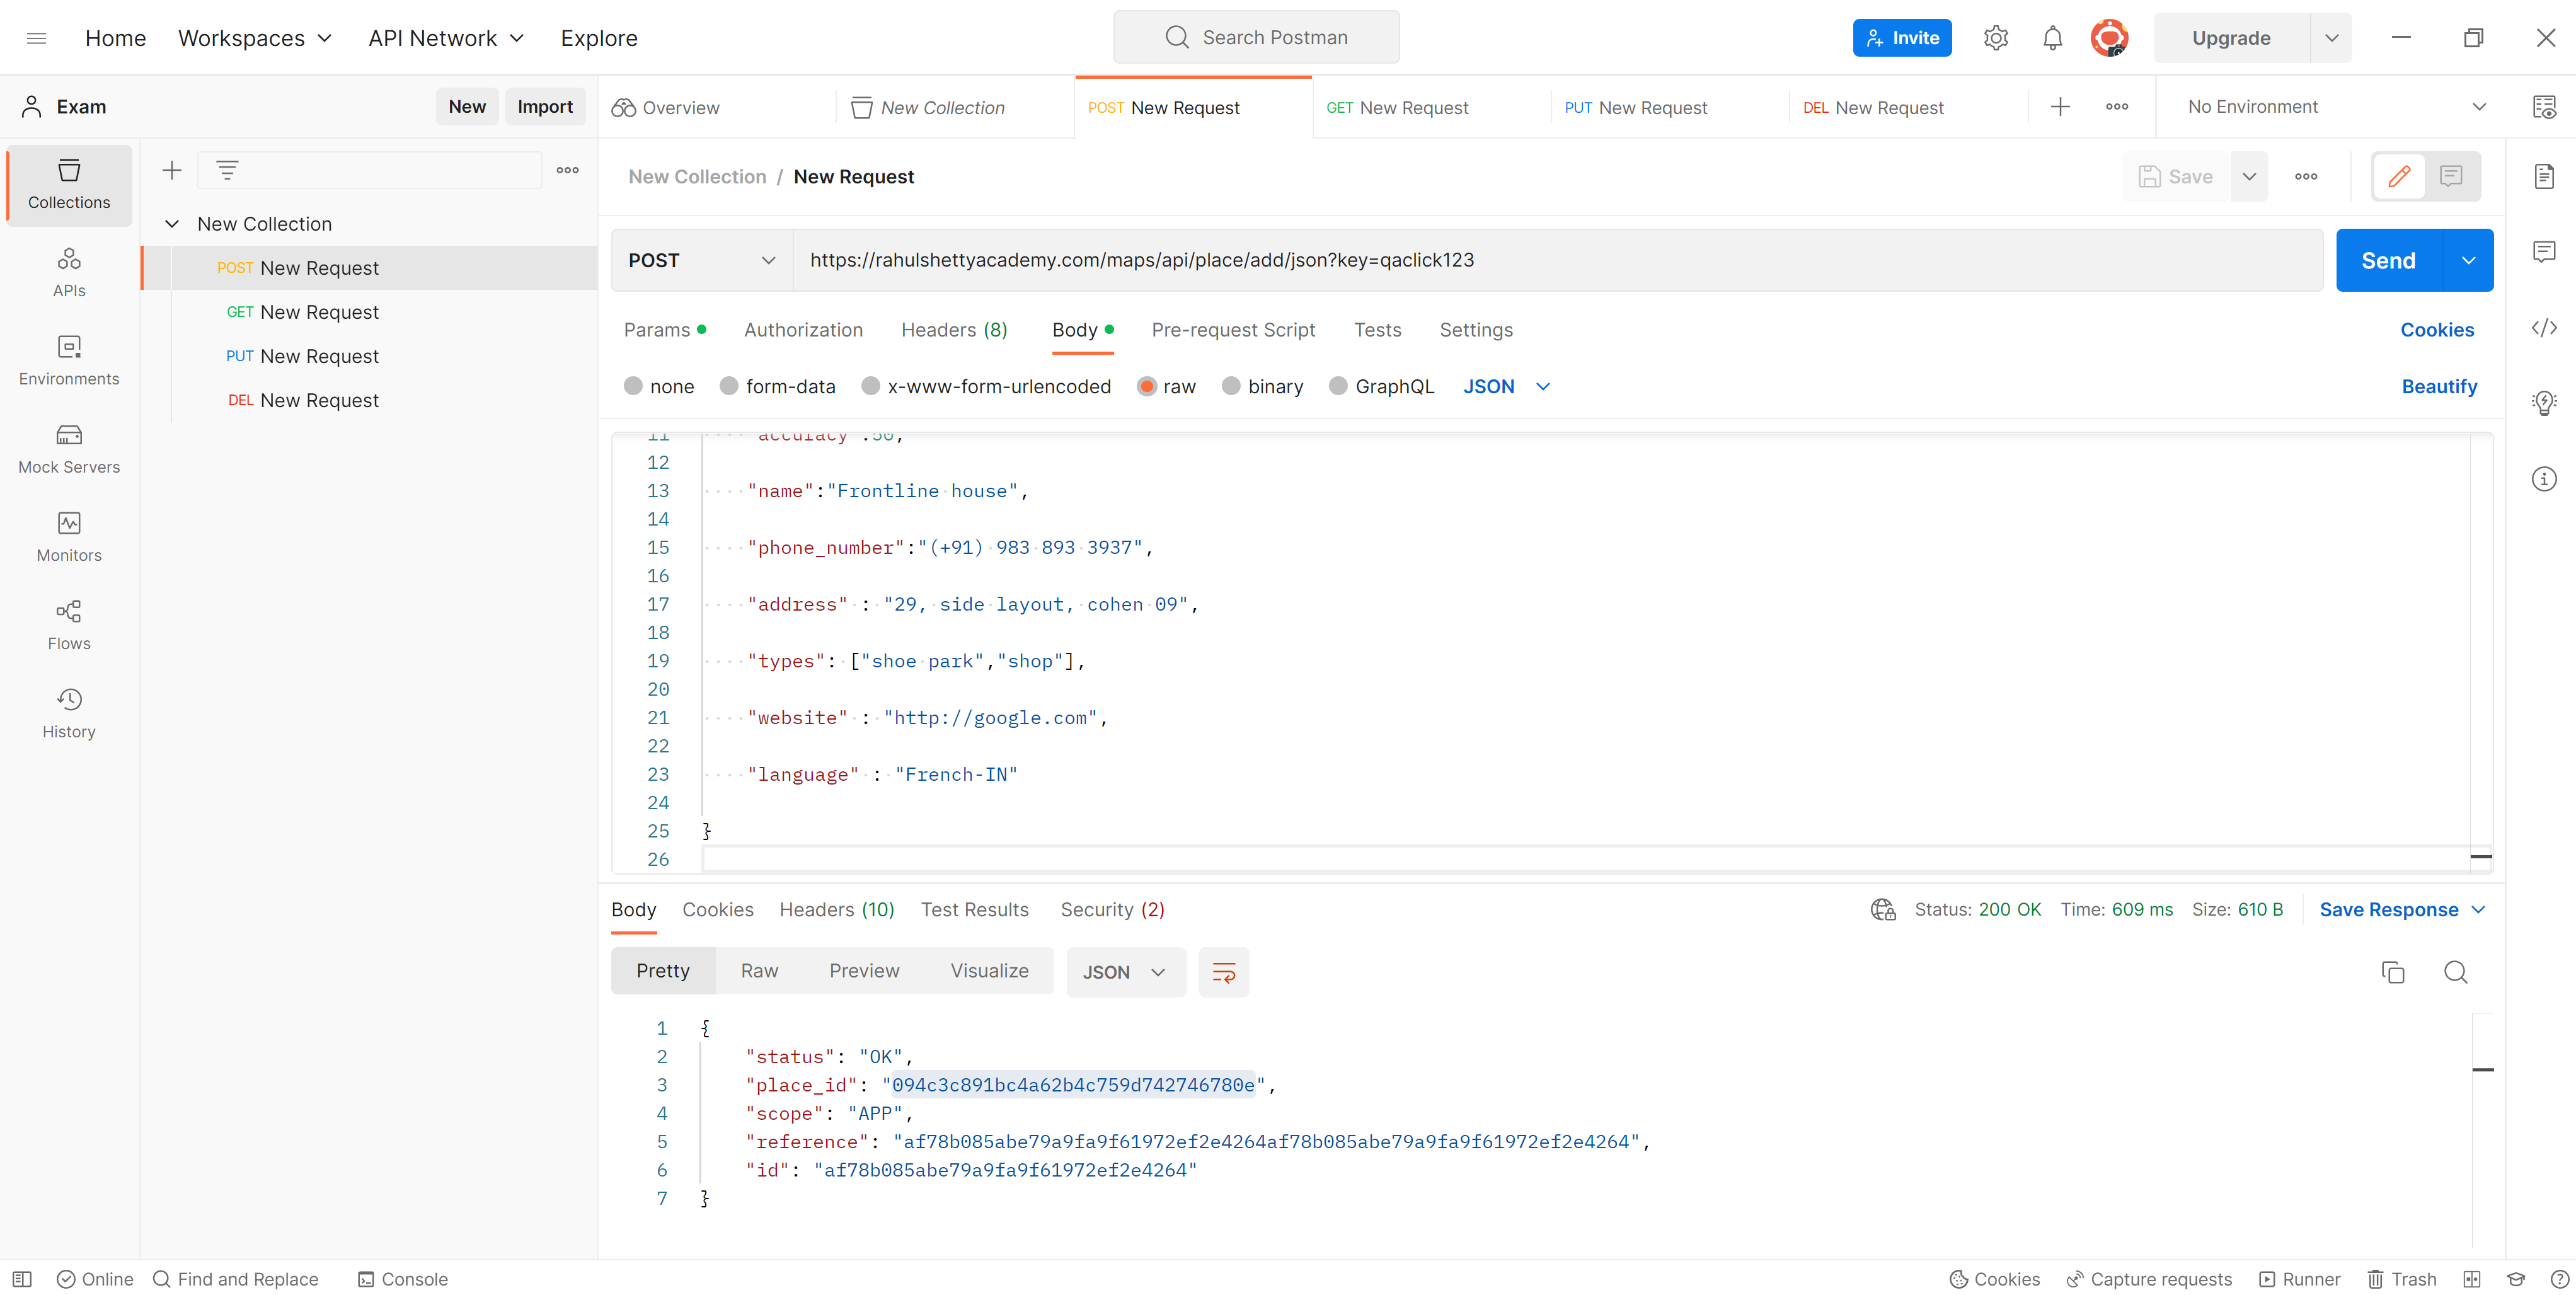 Home Workspaces API Network Explore Search Postman Invite Upgrade
Exam New Import
Overview New Collection POST New Request GET New Request PUT New Request DEL New Request No Environment
Collections
APIs
Environments
Mock Servers
Monitors
Flows
History
New Collection
POST New Request
GET New Request
PUT New Request
DEL New Request
New Collection / New Request Save
POST https://rahulshettyacademy.com/maps/api/place/add/json?key=qaclick123 Send
Params Authorization Headers (8) Body Pre-request Script Tests Settings Cookies
none form-data x-www-form-urlencoded raw binary GraphQL JSON Beautify
11 accuracy":50,
12
13 "name":"Frontline house",
14
15 "phone_number":"(+91) 983 893 3937",
16
17 "address" : "29, side layout, cohen 09",
18
19 "types": ["shoe park","shop"],
20
21 "website" : "http://google.com",
22
23 "language" : "French-IN"
24
25 }
26
Body Cookies Headers (10) Test Results Security (2) Status: 200 OK Time: 609 ms Size: 610 B Save Response
Pretty Raw Preview Visualize JSON
1 {
2 "status": "OK",
3 "place_id": "094c3c891bc4a62b4c759d742746780e",
4 "scope": "APP",
5 "reference": "af78b085abe79a9fa9f61972ef2e4264af78b085abe79a9fa9f61972ef2e4264",
6 "id": "af78b085abe79a9fa9f61972ef2e4264"
7 }
Online Find and Replace Console Cookies Capture requests Runner Trash